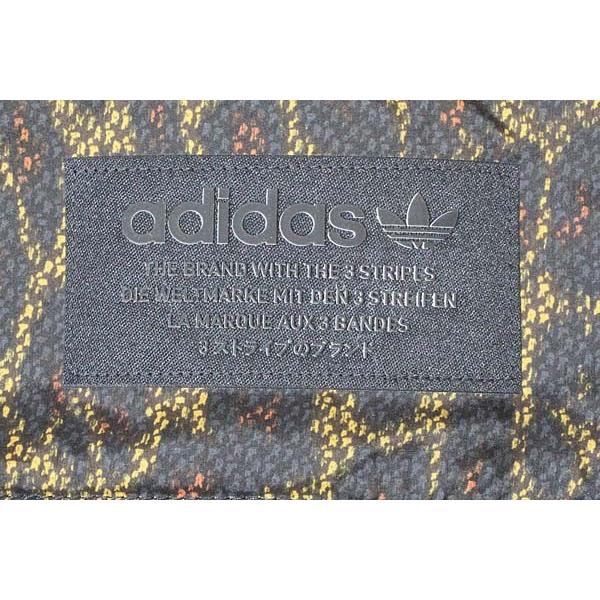 adidas
XL
THE BRAND WITH THE 3 STRIPES
DIE WELTMARKE MIT DEN 3 STREIFEN
LA MARQUE AUX 3 BANDES
3ストライプのブランド